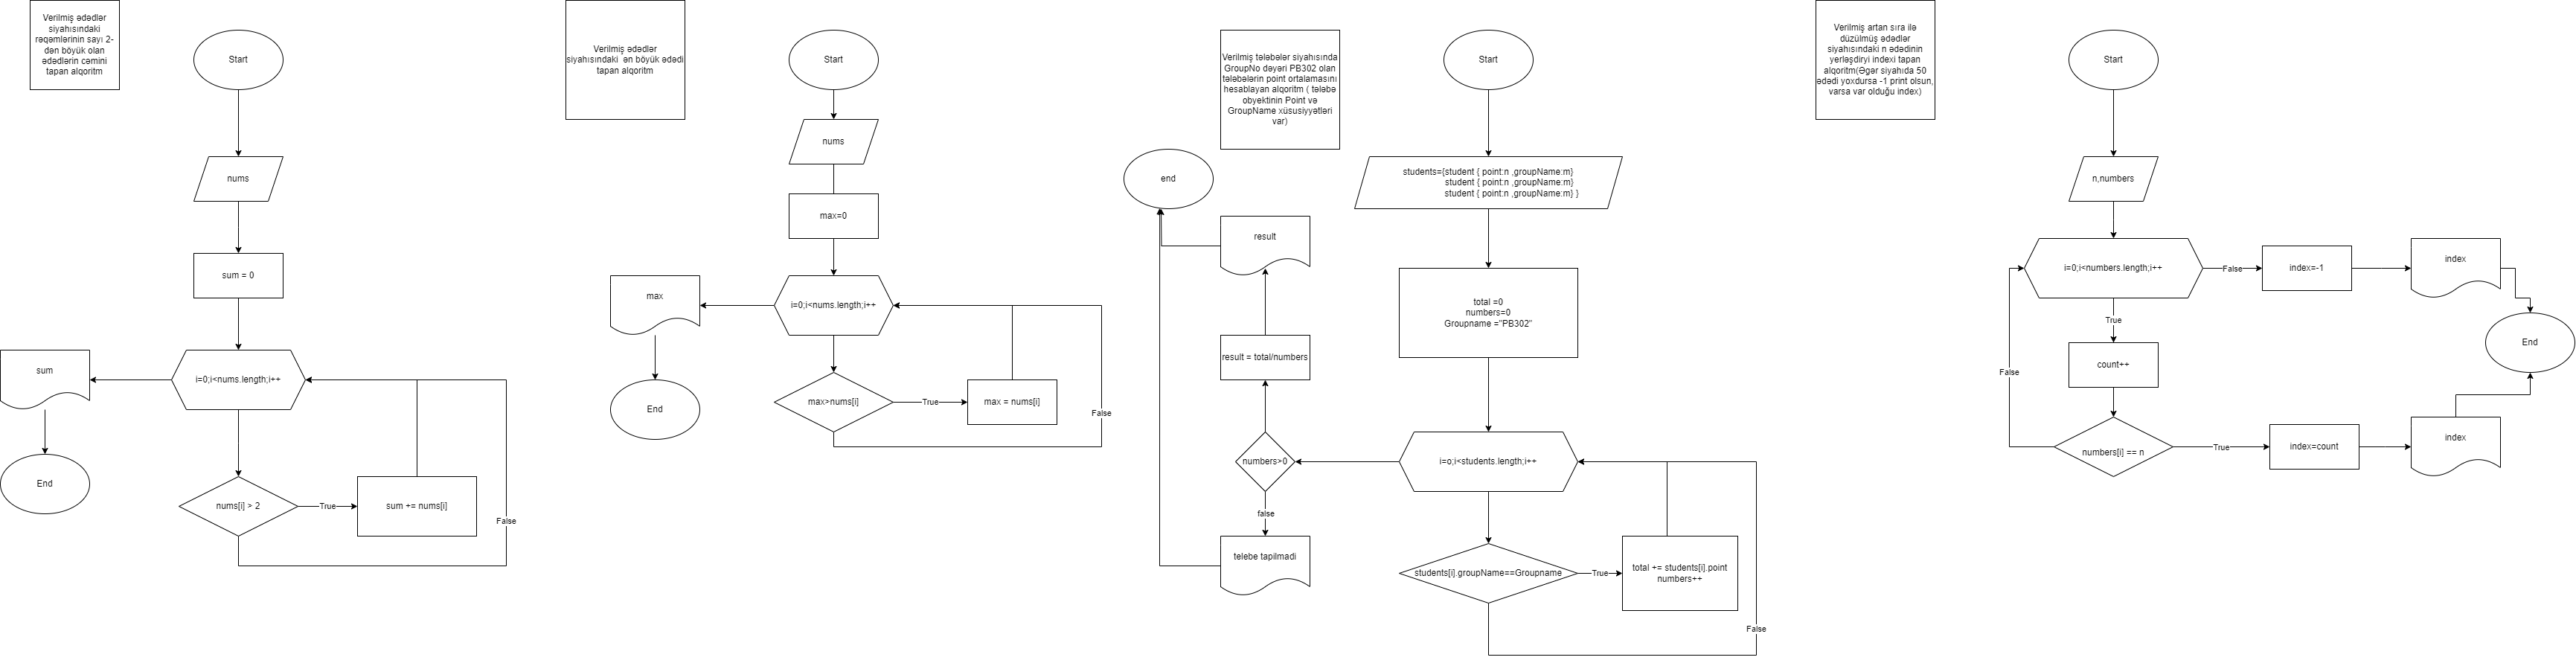 Verilmiş ədədlər
siyahısındaki
rəqəmlərinin sayı 2-
dən böyük olan
ədədlərin cəmini
tapan alqoritm
Start
nums
sum = 0
i=0;i<nums.length;i++
sum
End
nums[i] > 2
True
sum += nums[i]
False
Verilmiş ədədlər
siyahısındaki  ən böyük ədədi
tapan alqoritm
Start
nums
max=0
i=0;i<nums.length;i++
max
End
max>nums[i]
True
max = nums[i]
False
Verilmiş tələbələr siyahısında
GroupNo dəyəri PB302 olan
tələbələrin point ortalamasını
hesablayan alqoritm ( tələbə
obyektinin Point və
GroupName xüsusiyyətləri
var)
Start
students={student { point:n ,groupName:m}
student { point:n ,groupName:m}
student { point:n ,groupName:m} }
total =0
numbers=0
Groupname ="PB302"
i=o;i<students.length;i++
students[i].groupName==Groupname
True
total += students[i].point
numbers++
False
numbers>0
result = total/numbers
result
end
false
telebe tapilmadi
Verilmiş artan sıra ilə
düzülmüş ədədlər
siyahısındaki n ədədinin
yerləşdiryi indexi tapan
alqoritm(Əgər siyahıda 50
ədədi yoxdursa -1 print olsun,
varsa var olduğu index)
Start
n,numbers
i=0;i<numbers.length;i++
False
index=-1
index
End
True
count++
numbers[i] == n
False
True
index=count
index